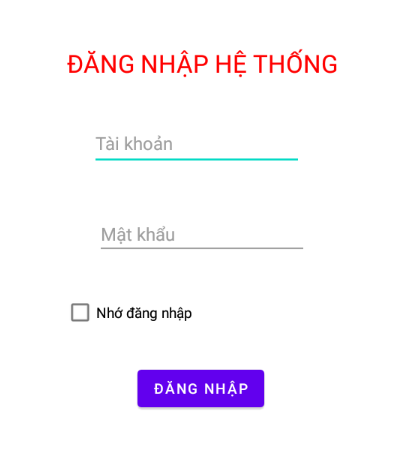 ĐĂNG NHẬP HỆ THỐNG
Tài khoản
Mật khẩu
Nhớ đăng nhập
ĐĂNG NHẬP